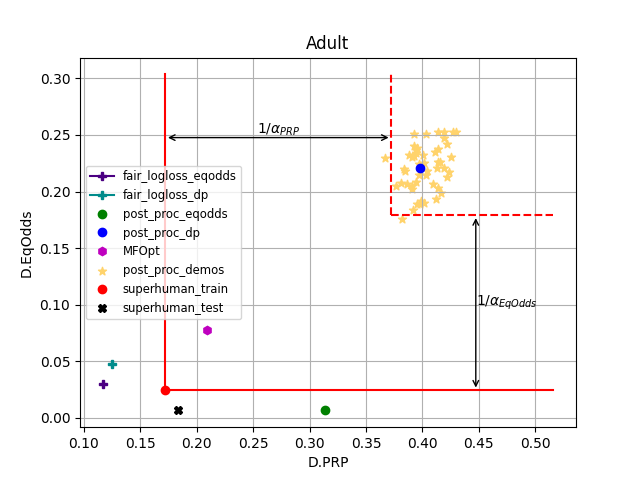 Adult
0.30
0.25
0.20
0.15
0.10
0.05
0.00
D.EqOdds
1/α_PRP
1/α_EqOdds
fair_logloss_eqodds
fair_logloss_dp
post_proc_eqodds
post_proc_dp
MFOpt
post_proc_demos
superhuman_train
superhuman_test
0.10 0.15 0.20 0.25 0.30 0.35 0.40 0.45 0.50
D.PRP